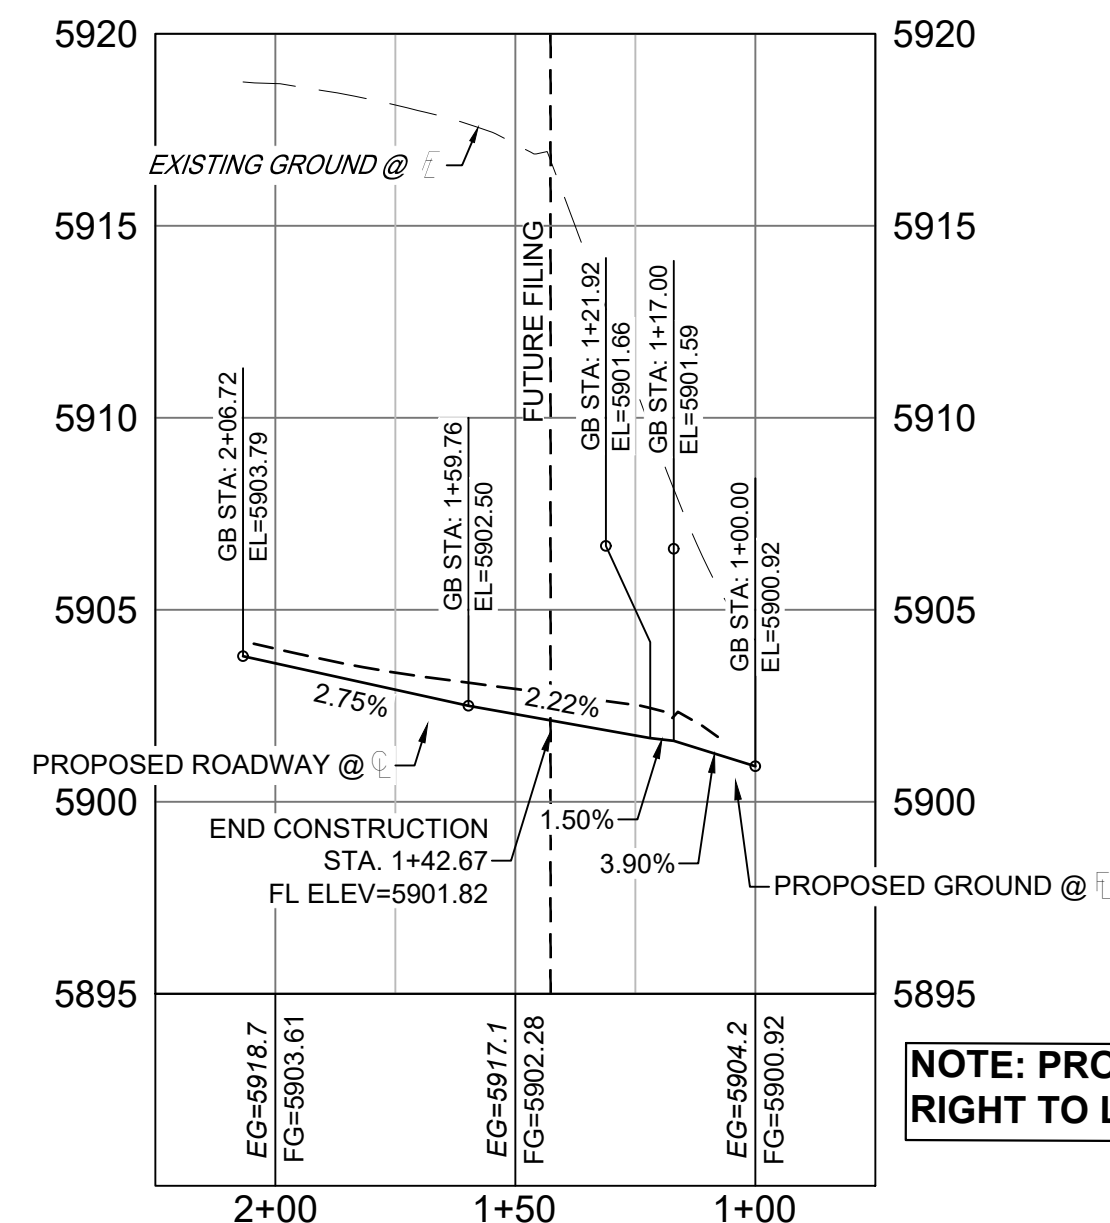 5920
5920
EXISTING GROUND @ FL
5915
5915
FUTURE FILING
GB STA: 1+21.92
EL=5901.66
GB STA: 1+17.00
EL=5901.59
5910
5910
GB STA: 2+06.72
EL=5903.79
GB STA: 1+59.76
EL=5902.50
GB STA: 1+00.00
EL=5900.92
5905
5905
2.75%
2.22%
PROPOSED ROADWAY @ CL
5900
5900
END CONSTRUCTION
STA. 1+42.67
FL ELEV=5901.82
1.50%
3.90%
PROPOSED GROUND @ FL
5895
5895
EG=5918.7
FG=5903.61
EG=5917.1
FG=5902.28
EG=5904.2
FG=5900.92
NOTE: PRO
RIGHT TO L
2+00
1+50
1+00